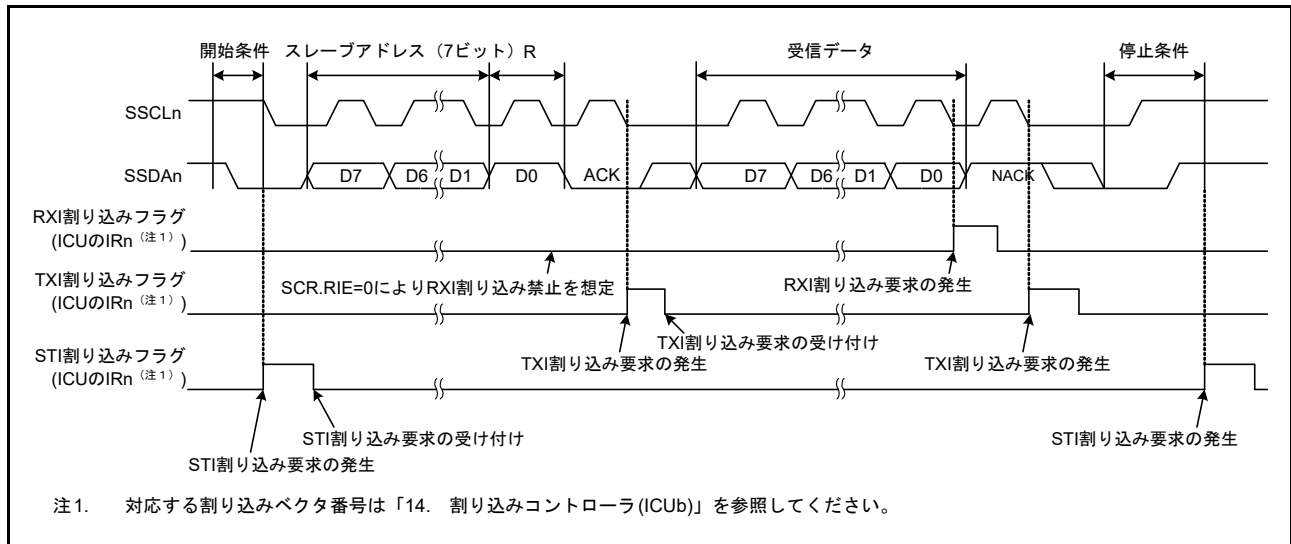 開始条件 スレーブアドレス（7ビット）R 受信データ 停止条件
SSCLn
SSDAn D7 D6 D1 D0 ACK D7 D6 D1 D0 NACK
RXI割り込みフラグ
(ICUのIRn（注1）)
SCR.RIE=0によりRXI割り込み禁止を想定
RXI割り込み要求の発生
TXI割り込みフラグ
(ICUのIRn（注1）)
TXI割り込み要求の受け付け
TXI割り込み要求の発生
TXI割り込み要求の発生
STI割り込みフラグ
(ICUのIRn（注1）)
STI割り込み要求の受け付け
STI割り込み要求の発生
STI割り込み要求の発生
注1. 対応する割り込みベクタ番号は「14. 割り込みコントローラ(ICUb)」を参照してください。